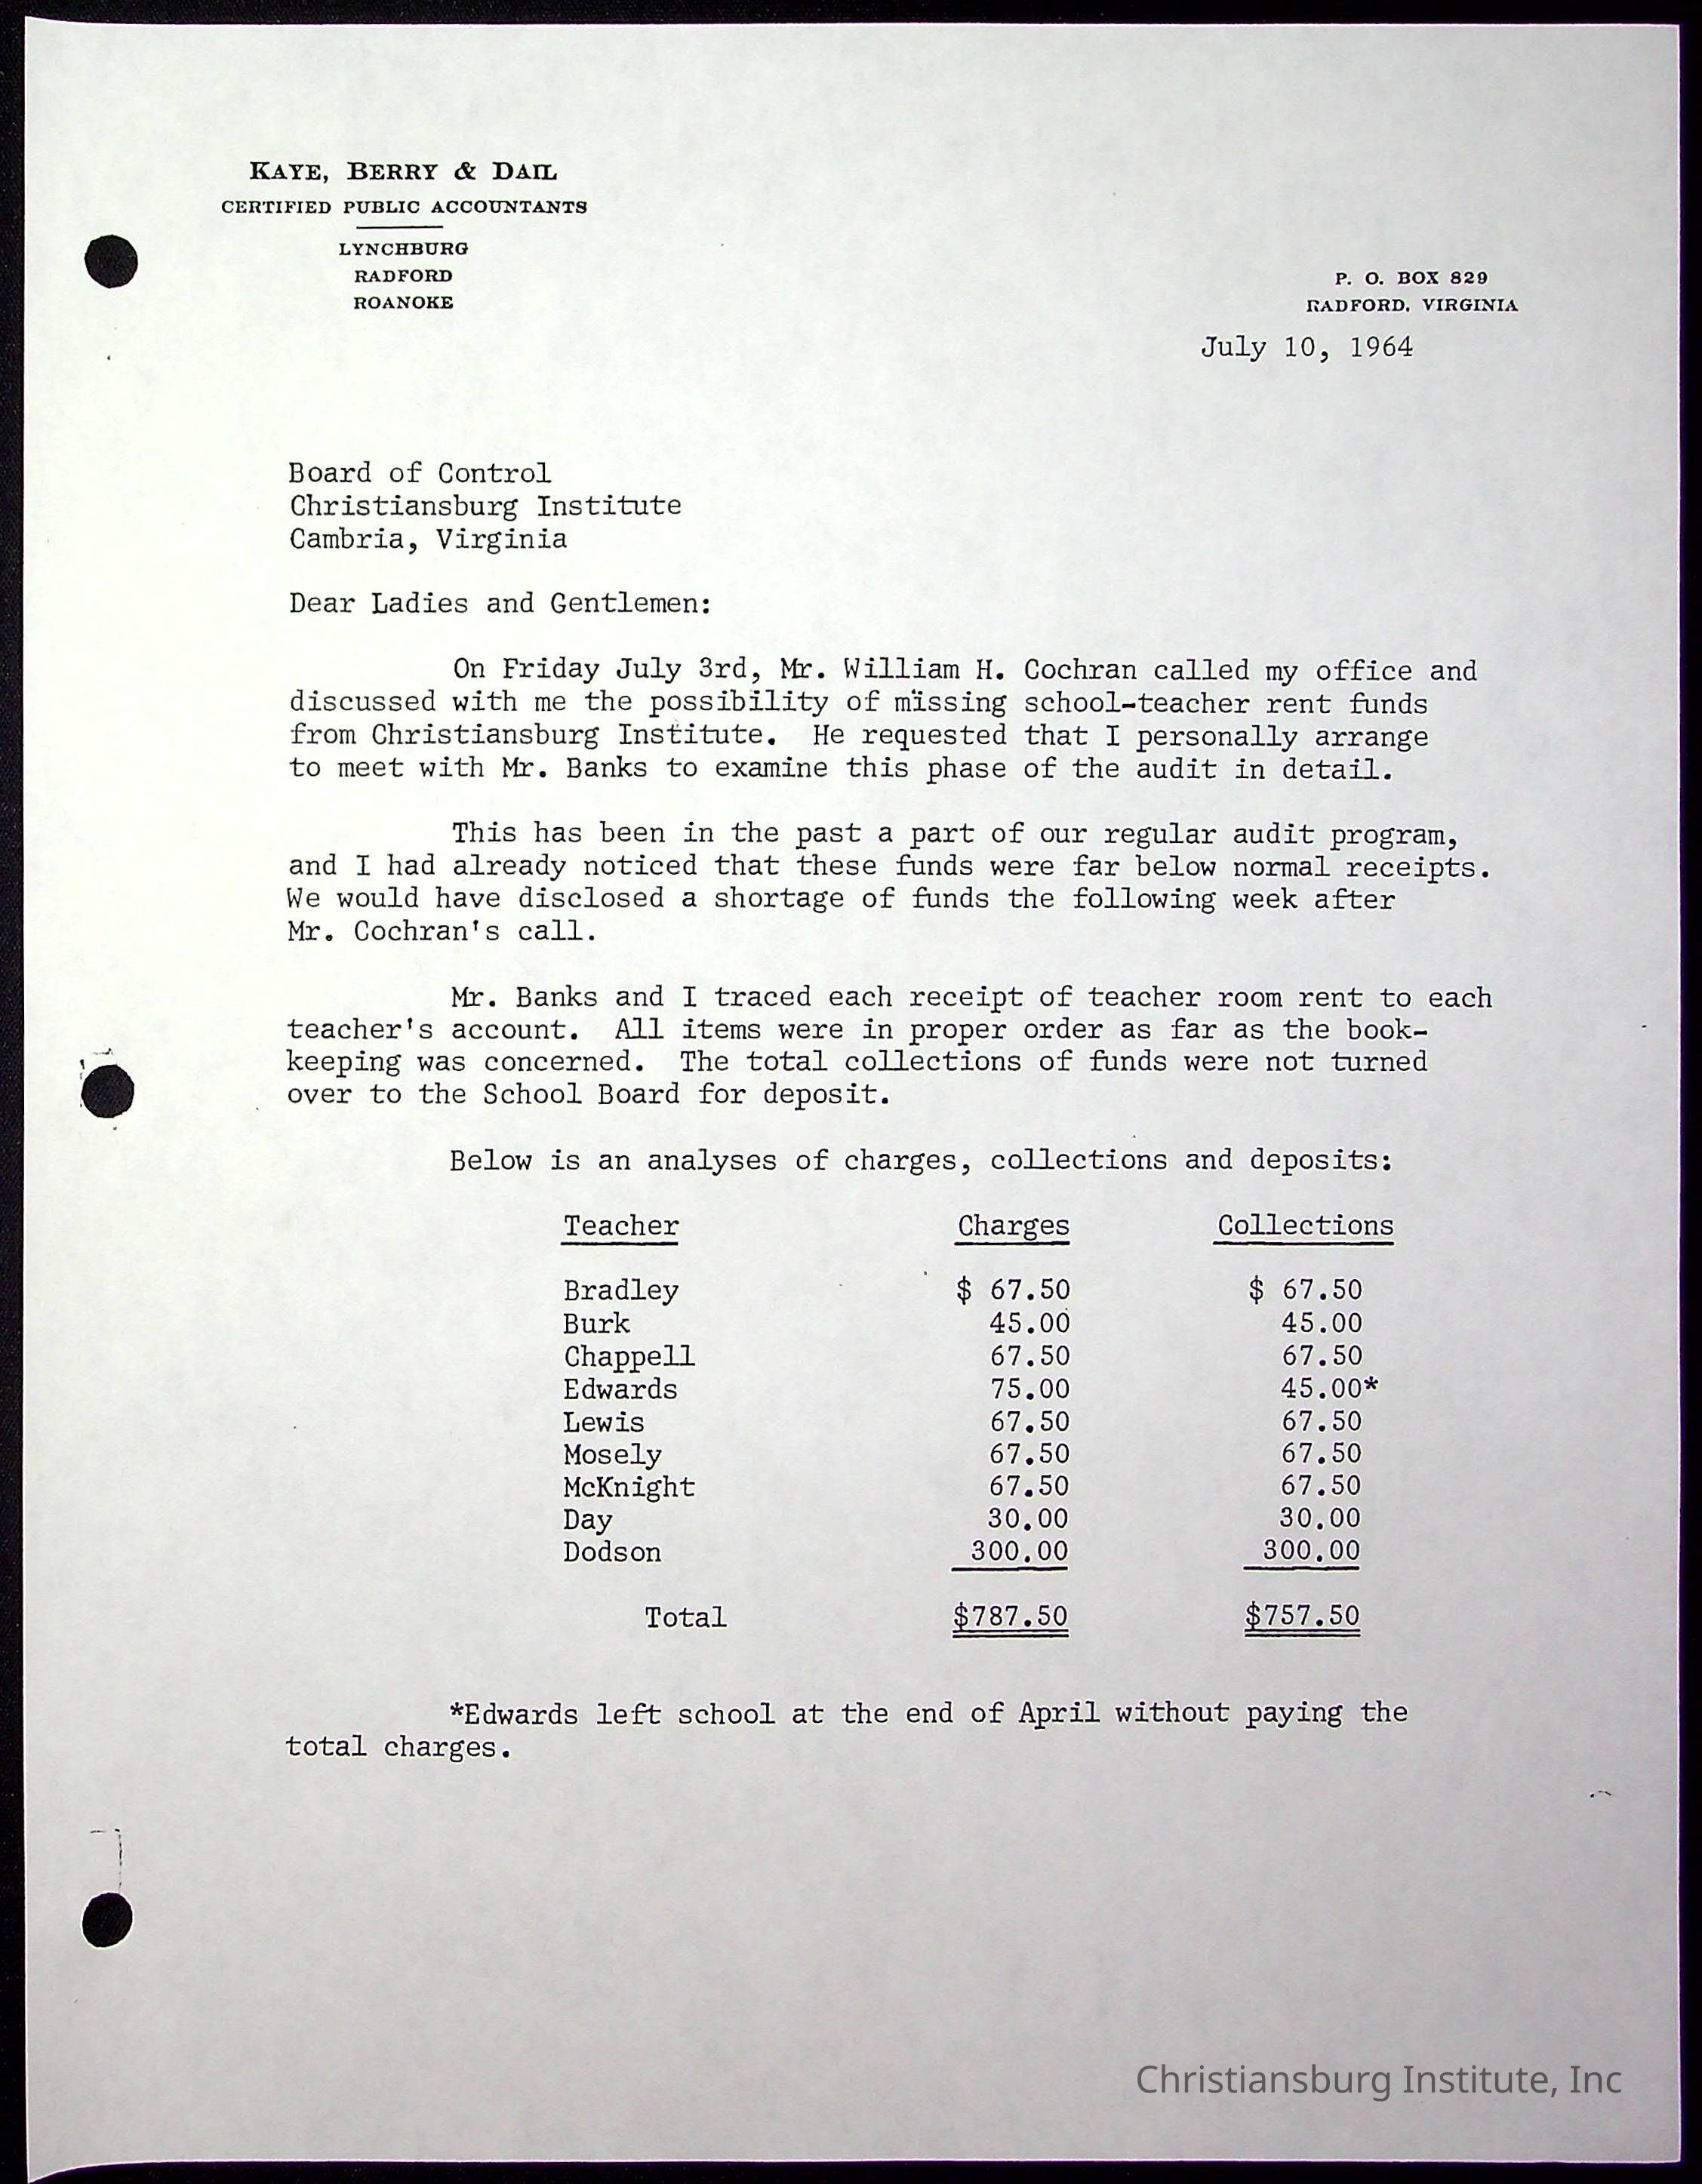 KAYE, BERRY & DAIL
CERTIFIED PUBLIC ACCOUNTANTS
LYNCHBURG
RADFORD
ROANOKE
P. O. BOX 829
RADFORD, VIRGINIA
July 10, 1964
Board of Control
Christiansburg Institute
Cambria, Virginia
Dear Ladies and Gentlemen:
On Friday July 3rd, Mr. William H. Cochran called my office and
discussed with me the possibility of missing school-teacher rent funds
from Christiansburg Institute. He requested that I personally arrange
to meet with Mr. Banks to examine this phase of the audit in detail.
This has been in the past a part of our regular audit program,
and I had already noticed that these funds were far below normal receipts.
We would have disclosed a shortage of funds the following week after
Mr. Cochran's call.
Mr. Banks and I traced each receipt of teacher room rent to each
teacher's account. All items were in proper order as far as the book-
keeping was concerned. The total collections of funds were not turned
over to the School Board for deposit.
Below is an analyses of charges, collections and deposits:
Teacher Charges Collections
Bradley $ 67.50 $ 67.50
Burk 45.00 45.00
Chappell 67.50 67.50
Edwards 75.00 45.00*
Lewis 67.50 67.50
Mosely 67.50 67.50
McKnight 67.50 67.50
Day 30.00 30.00
Dodson 300.00 300.00
Total $787.50 $757.50
*Edwards left school at the end of April without paying the
total charges.
Christiansburg Institute, Inc